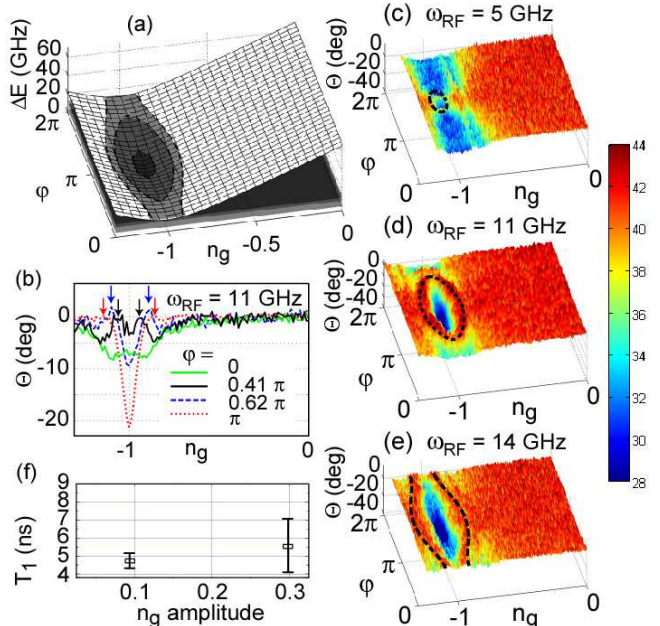 (a)
ΔE (GHz)
60
40
20
0
2π
φ
π
0
-1
n_g
-0.5
0
(b)
ω_RF = 11 GHz
Θ (deg)
0
-10
-20
φ =
0
0.41 π
0.62 π
π
-1
n_g
0
(f)
T_1 (ns)
9
8
7
6
5
4
0
0.1
0.2
0.3
n_g amplitude
(c) ω_RF = 5 GHz
Θ (deg)
0
-20
-40
2π
φ
π
0
-1
n_g
0
(d) ω_RF = 11 GHz
Θ (deg)
0
-20
-40
2π
φ
π
0
-1
n_g
0
(e) ω_RF = 14 GHz
Θ (deg)
0
-20
-40
2π
φ
π
0
-1
n_g
0
44
42
40
38
36
34
32
30
28